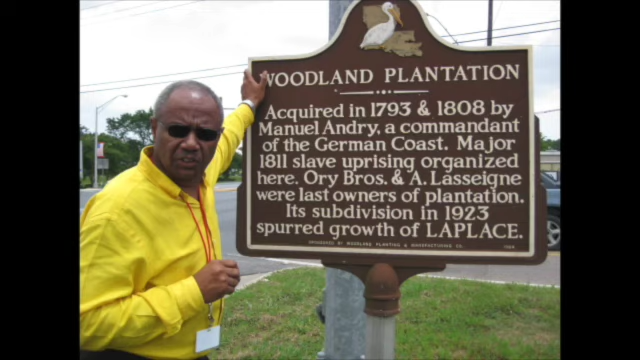 WOODLAND PLANTATION
Acquired in 1793 & 1808 by
Manuel Andry, a commandant
of the German Coast. Major
1811 slave uprising organized
here. Ory Bros. & A. Lasseigne
were last owners of plantation.
Its subdivision in 1923
spurred growth of LAPLACE.